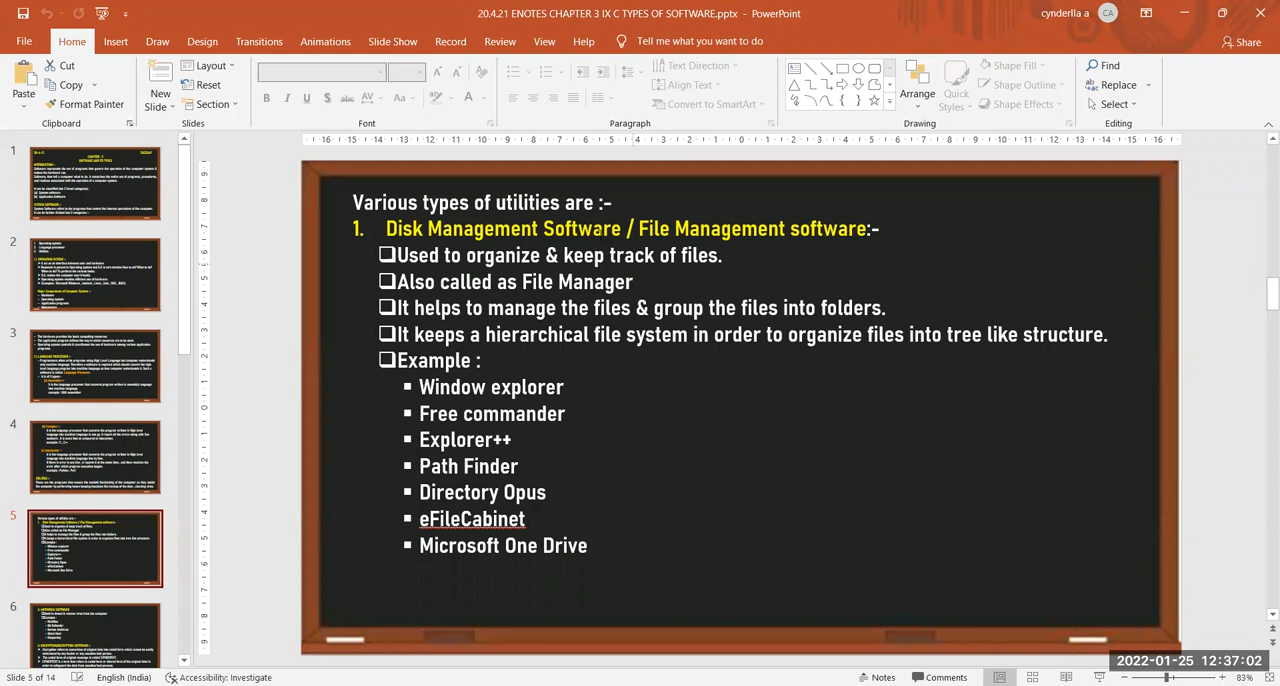 20.4.21 ENOTES CHAPTER 3 IX C TYPES OF SOFTWARE.pptx - PowerPoint
cynderlla a
CA
File Home Insert Draw Design Transitions Animations Slide Show Record Review View Help Tell me what you want to do
Share
Paste
Cut
Copy
Format Painter
Clipboard
New Slide
Layout
Reset
Section
Slides
Font
Text Direction
Align Text
Convert to SmartArt
Paragraph
Arrange
Quick Styles
Shape Fill
Shape Outline
Shape Effects
Drawing
Find
Replace
Select
Editing
1
2
3
4
5
6
Various types of utilities are :-
1. Disk Management Software / File Management software:-
❑Used to organize & keep track of files.
❑Also called as File Manager
❑It helps to manage the files & group the files into folders.
❑It keeps a hierarchical file system in order to organize files into tree like structure.
❑Example :
▪ Window explorer
▪ Free commander
▪ Explorer++
▪ Path Finder
▪ Directory Opus
▪ eFileCabinet
▪ Microsoft One Drive
2022-01-25 12:37:02
Slide 5 of 14
English (India)
Accessibility: Investigate
Notes
Comments
83%